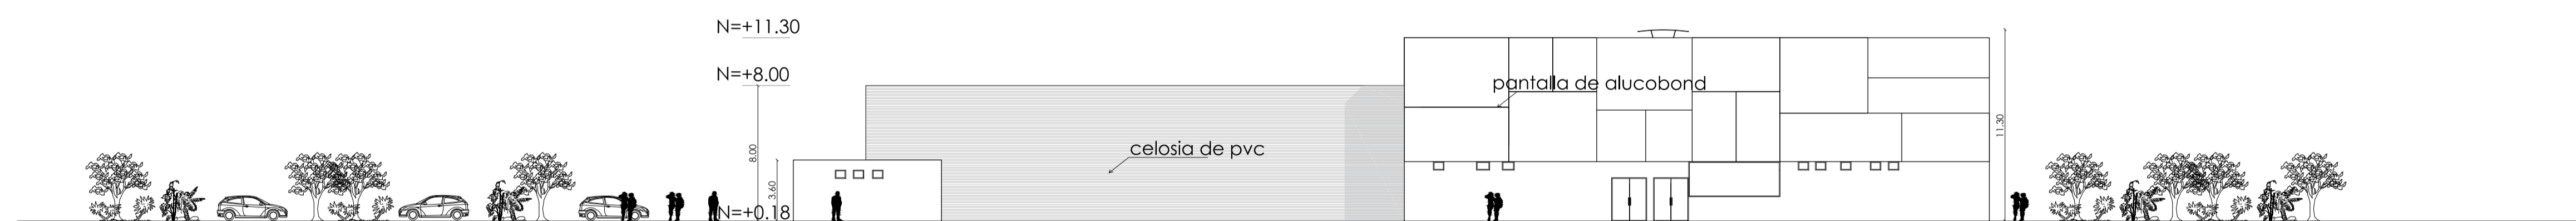 N=+11.30
N=+8.00
pantalla de alucobond
celosia de pvc
8.00
3.60
11.30
N=+0.18